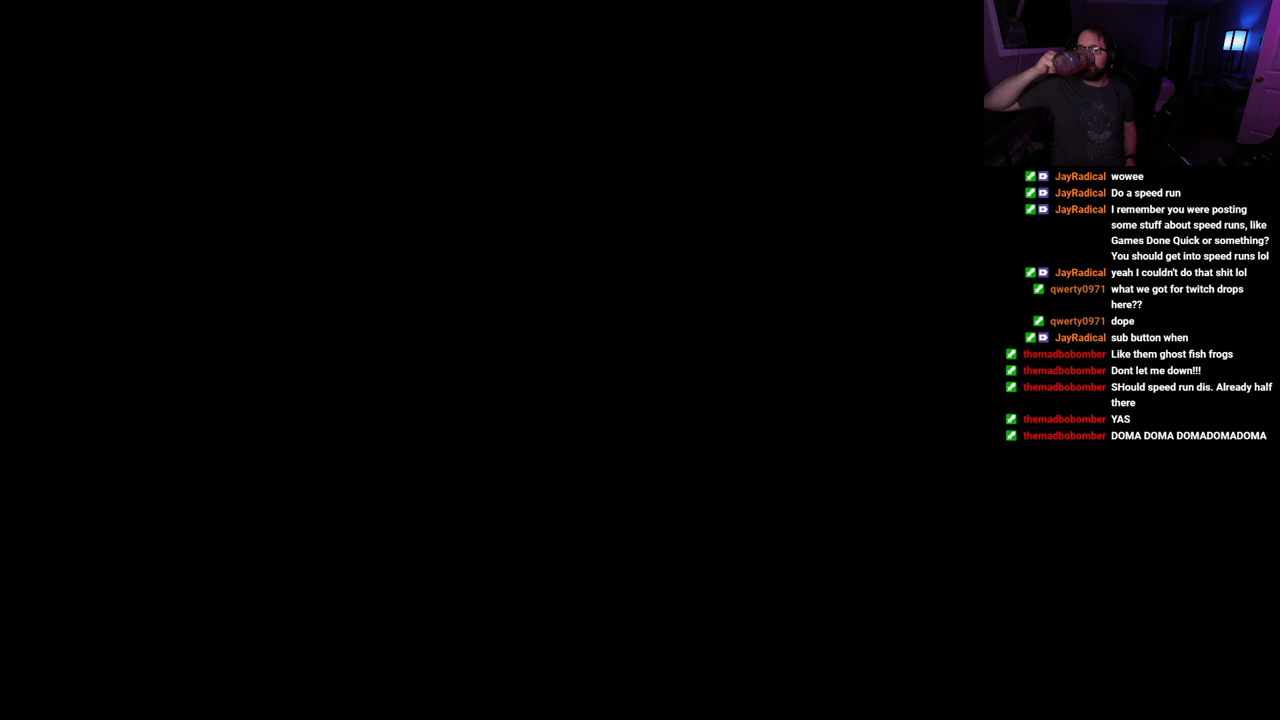 JayRadical wowee
JayRadical Do a speed run
JayRadical I remember you were posting
some stuff about speed runs, like
Games Done Quick or something?
You should get into speed runs lol
JayRadical yeah I couldn't do that shit lol
qwerty0971 what we got for twitch drops
here??
qwerty0971 dope
JayRadical sub button when
themadbobomber Like them ghost fish frogs
themadbobomber Dont let me down!!!
themadbobomber SHould speed run dis. Already half
there
themadbobomber YAS
themadbobomber DOMA DOMA DOMADOMADOMA